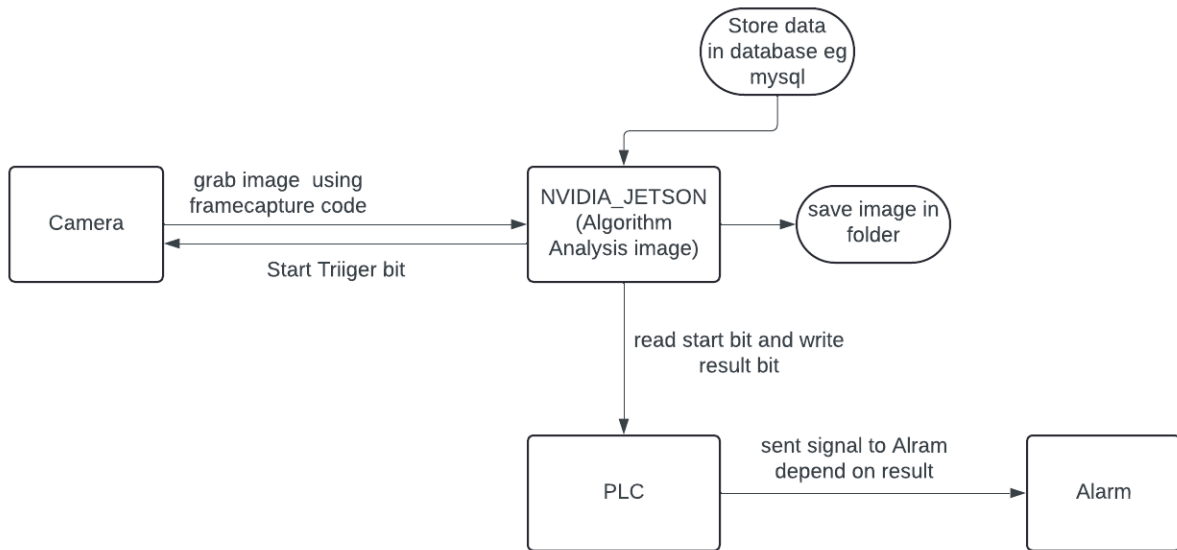 Store data
in database eg
mysql
grab image  using
framecapture code
Camera
Start Triiger bit
NVIDIA_JETSON
(Algorithm
Analysis image)
save image in
folder
read start bit and write
result bit
PLC
sent signal to Alram
depend on result
Alarm